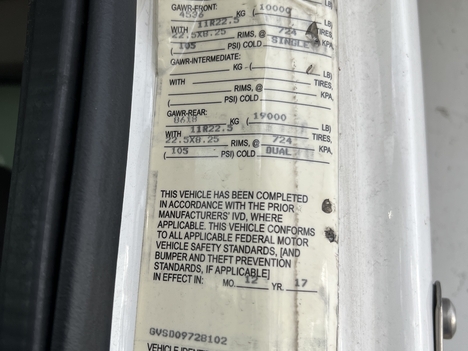 GAWR-FRONT:
4536 KG ( 10000 LB)
WITH 11R22.5 TIRES,
22.5X8.25 RIMS, @ 724 KPA,
( 105 PSI) COLD SINGLE
GAWR-INTERMEDIATE:
KG ( LB)
WITH TIRES,
RIMS, @ KPA,
( PSI) COLD
GAWR-REAR:
8618 KG ( 19000 LB)
WITH 11R22.5 TIRES,
22.5X8.25 RIMS, @ 724 KPA,
( 105 PSI) COLD DUAL
THIS VEHICLE HAS BEEN COMPLETED
IN ACCORDANCE WITH THE PRIOR
MANUFACTURERS' IVD, WHERE
APPLICABLE. THIS VEHICLE CONFORMS
TO ALL APPLICABLE FEDERAL MOTOR
VEHICLE SAFETY STANDARDS, [AND
BUMPER AND THEFT PREVENTION
STANDARDS, IF APPLICABLE]
IN EFFECT IN: MO. 12 YR. 17
GVSD09728102